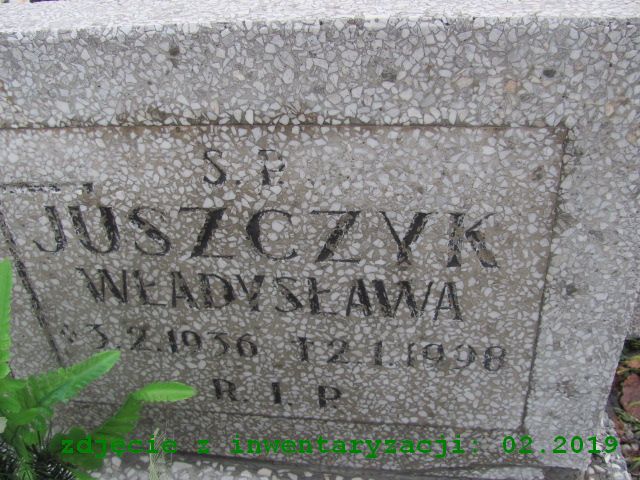 S.P.
JUSZCZYK
WŁADYSŁAWA
*3.2.1936 †2.1.1998
R I P
zdjęcie z inwentaryzacji: 02.2019